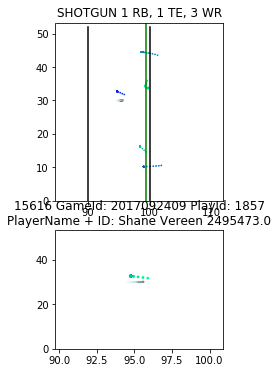 SHOTGUN 1 RB, 1 TE, 3 WR
50
40
30
20
10
0
90 100 110
15616 GameId: 2017092409 PlayId: 1857
PlayerName + ID: Shane Vereen 2495473.0
40
20
0
90.0 92.5 95.0 97.5 100.0